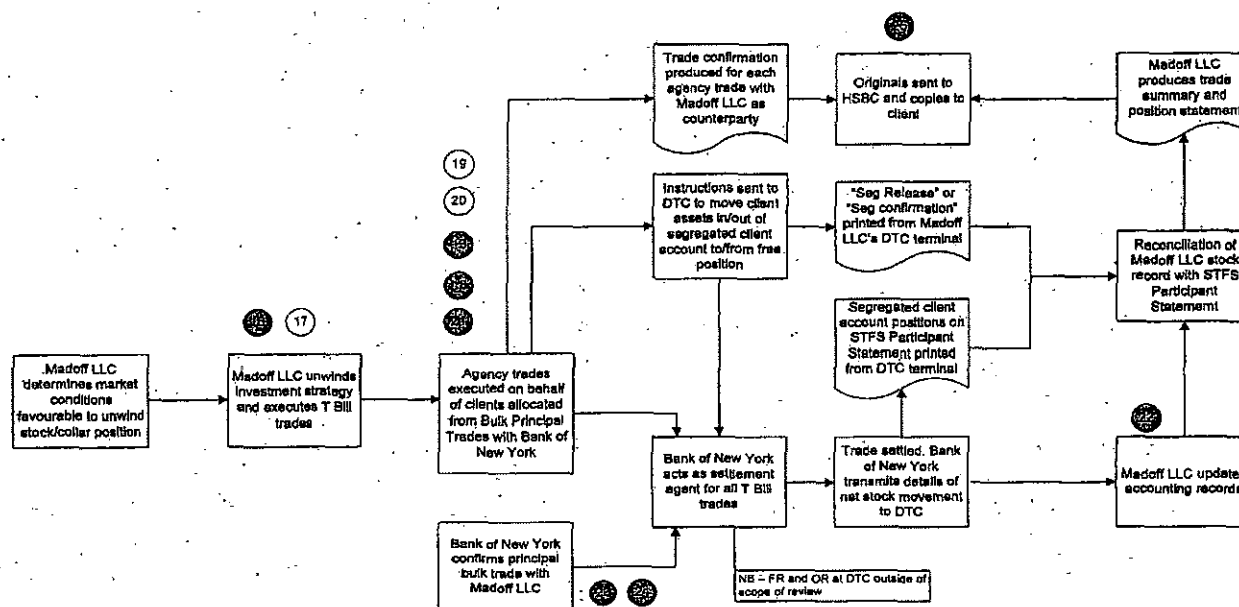 Trade confirmation
produced for each
agency trade with
Madoff LLC as
counterparty
Originals sent to
HSBC and copies to
client
Madoff LLC
produces trade
summary and
position statement
19
20
Instructions sent to
DTC to move client
assets in/out of
segregated client
account to/from free
position
"Seg Release" or
"Seg confirmation"
printed from Madoff
LLC's DTC terminal
Reconciliation of
Madoff LLC stock
record with STFS
Participant
Statement
Segregated client
account positions on
STFS Participant
Statement printed
from DTC terminal
17
.Madoff LLC
determines market
conditions
favourable to unwind
stock/collar position
Madoff LLC unwinds
investment strategy
and executes T Bill
trades
Agency trades
executed on behalf
of clients allocated
from Bulk Principal
Trades with Bank of
New York
Bank of New York
acts as settlement
agent for all T Bill
trades
Trade settled. Bank
of New York
transmits details of
net stock movement
to DTC
Madoff LLC update
accounting record
Bank of New York
confirms principal
bulk trade with
Madoff LLC
NB – FR and OR at DTC outside of
scope of review